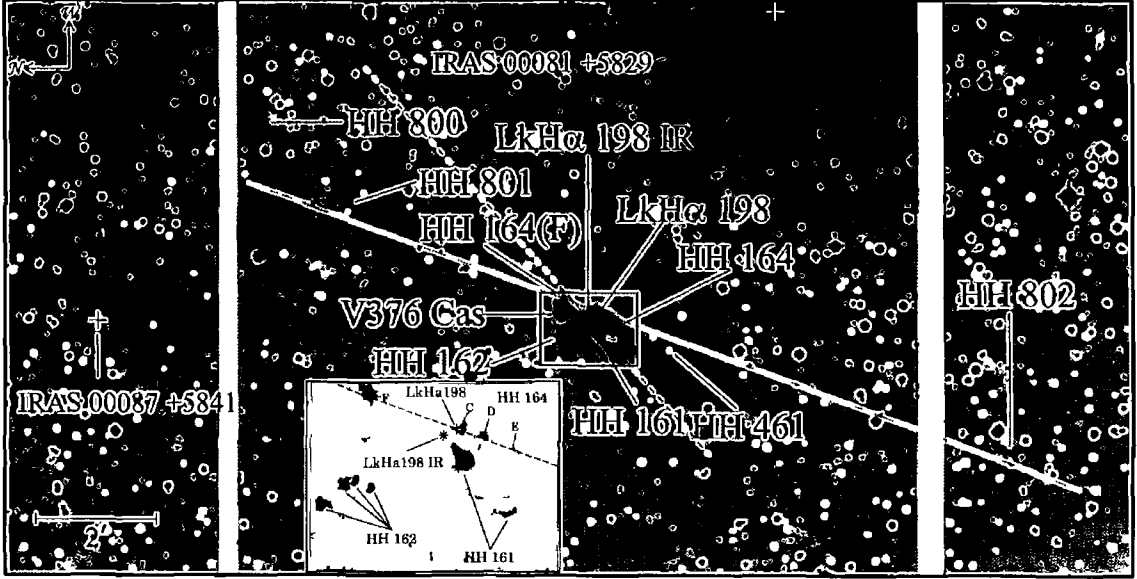 N
IRAS 00081 +5829
HH 800
LkHα 198 IR
HH 801
LkHα 198
HH 164(F)
HH 164
V376 Cas
HH 802
HH 162
IRAS 00087 +5841
HH 161
HH 461
2'
F
LkHa198
C
D
HH 164
E
LkHa198 IR
HH 162
HH 161